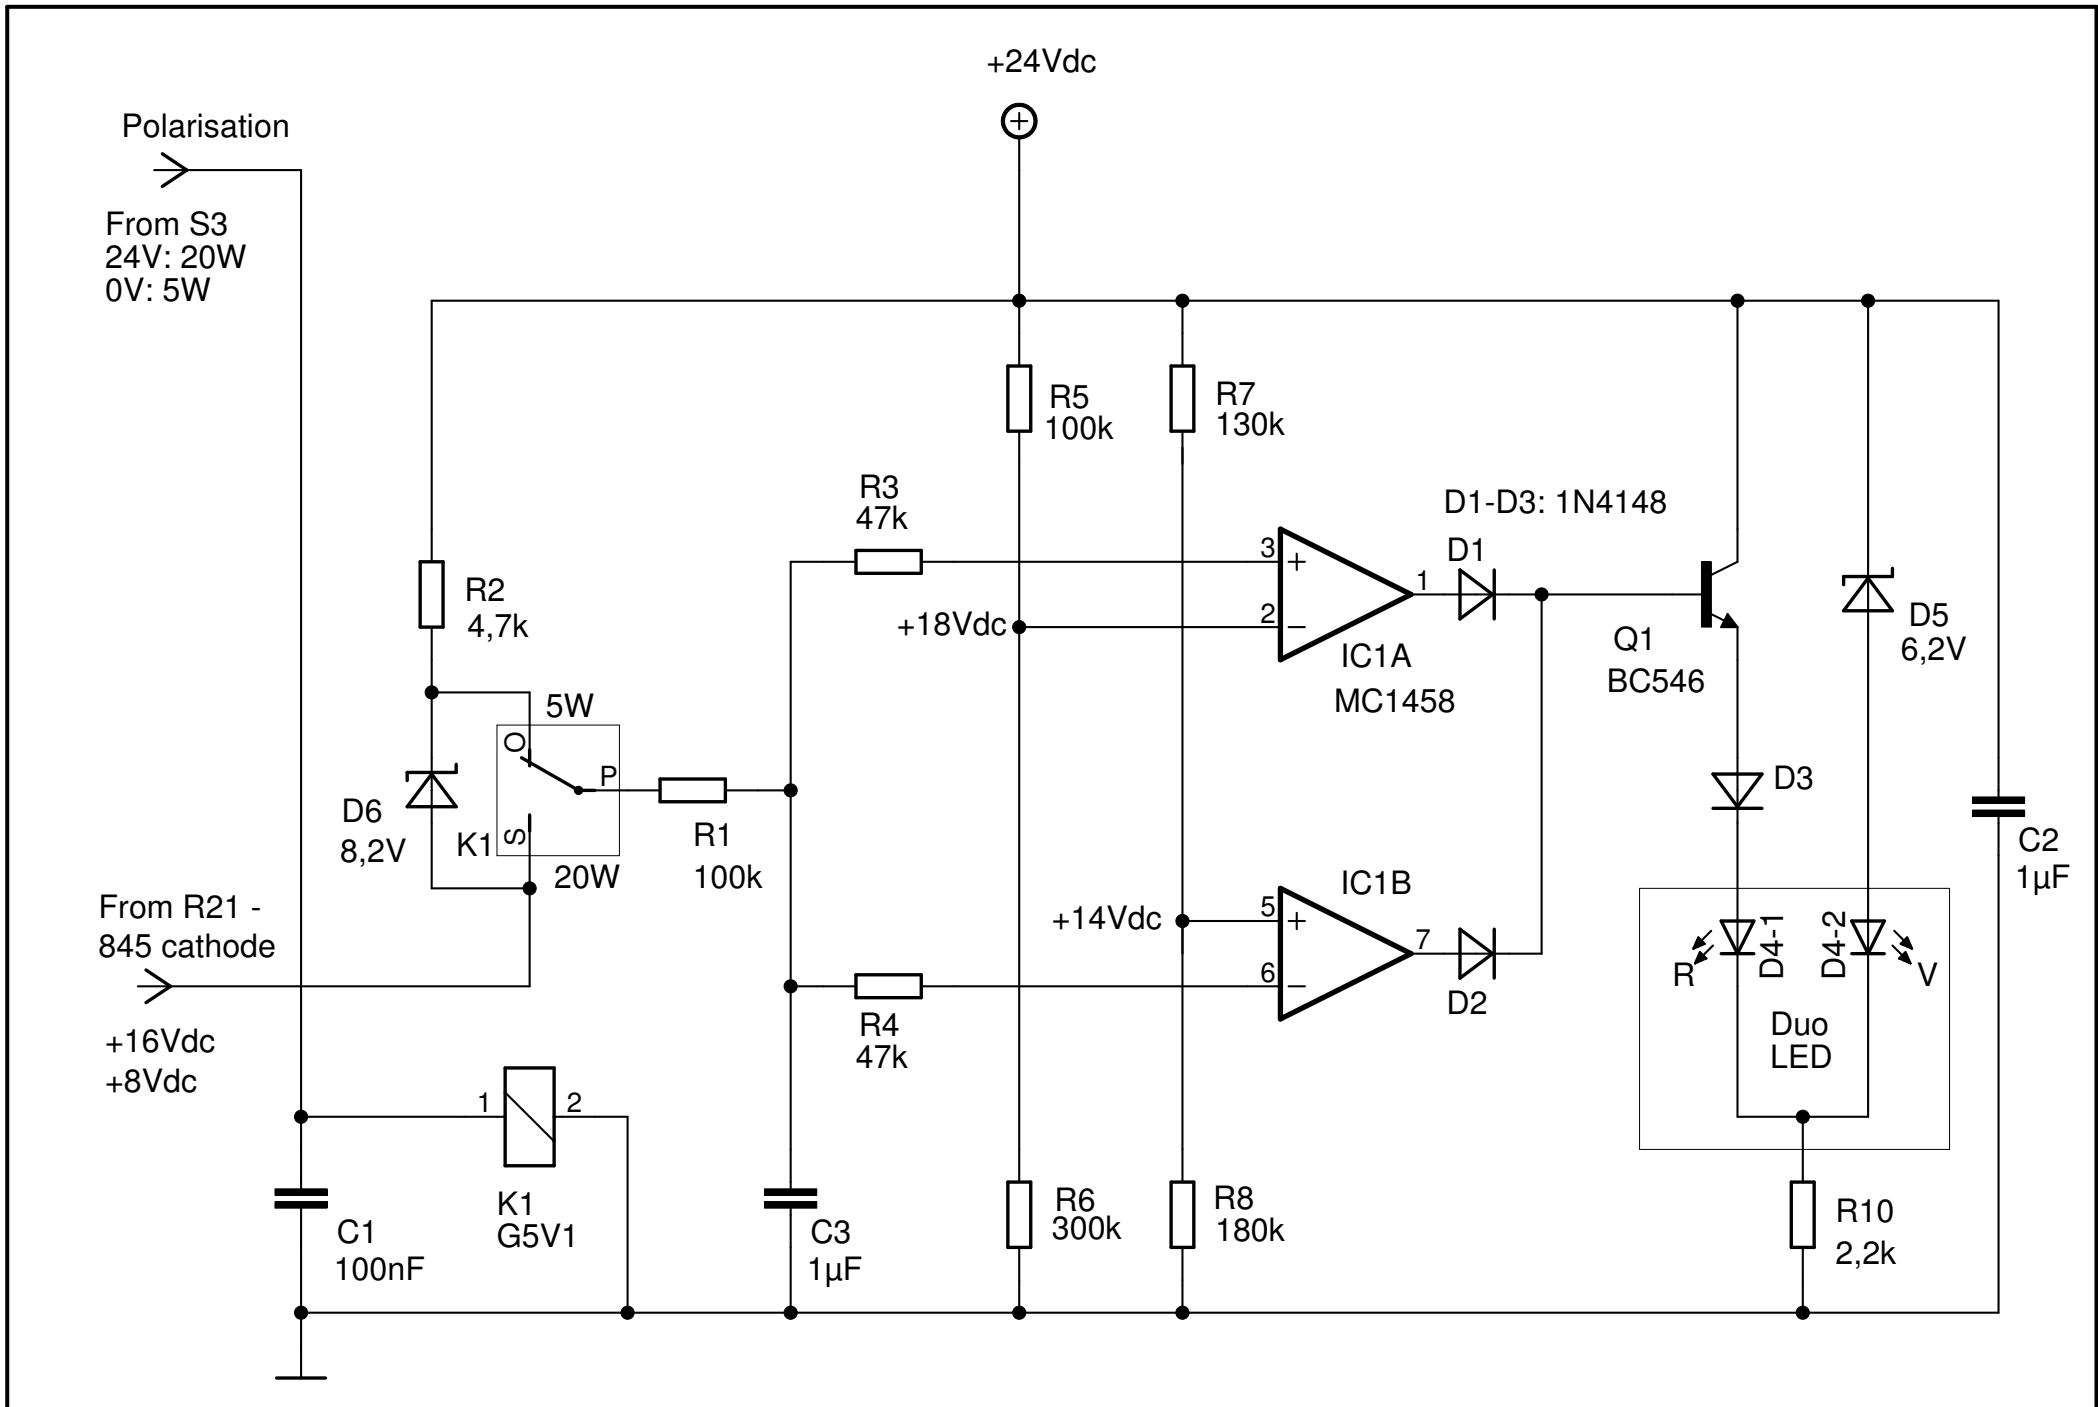 +24Vdc
Polarisation
From S3
24V: 20W
0V: 5W
R5
100k
R7
130k
R3
47k
D1-D3: 1N4148
D1
3
+
1
2
−
+18Vdc
IC1A
MC1458
R2
4,7k
Q1
BC546
D5
6,2V
5W
O
P
S
K1
20W
D6
8,2V
R1
100k
D3
C2
1µF
From R21 -
845 cathode
+16Vdc
+8Vdc
+14Vdc
IC1B
5
+
7
6
−
D2
R4
47k
R
D4-1
D4-2
V
Duo
LED
1
2
K1
G5V1
C1
100nF
C3
1µF
R6
300k
R8
180k
R10
2,2k